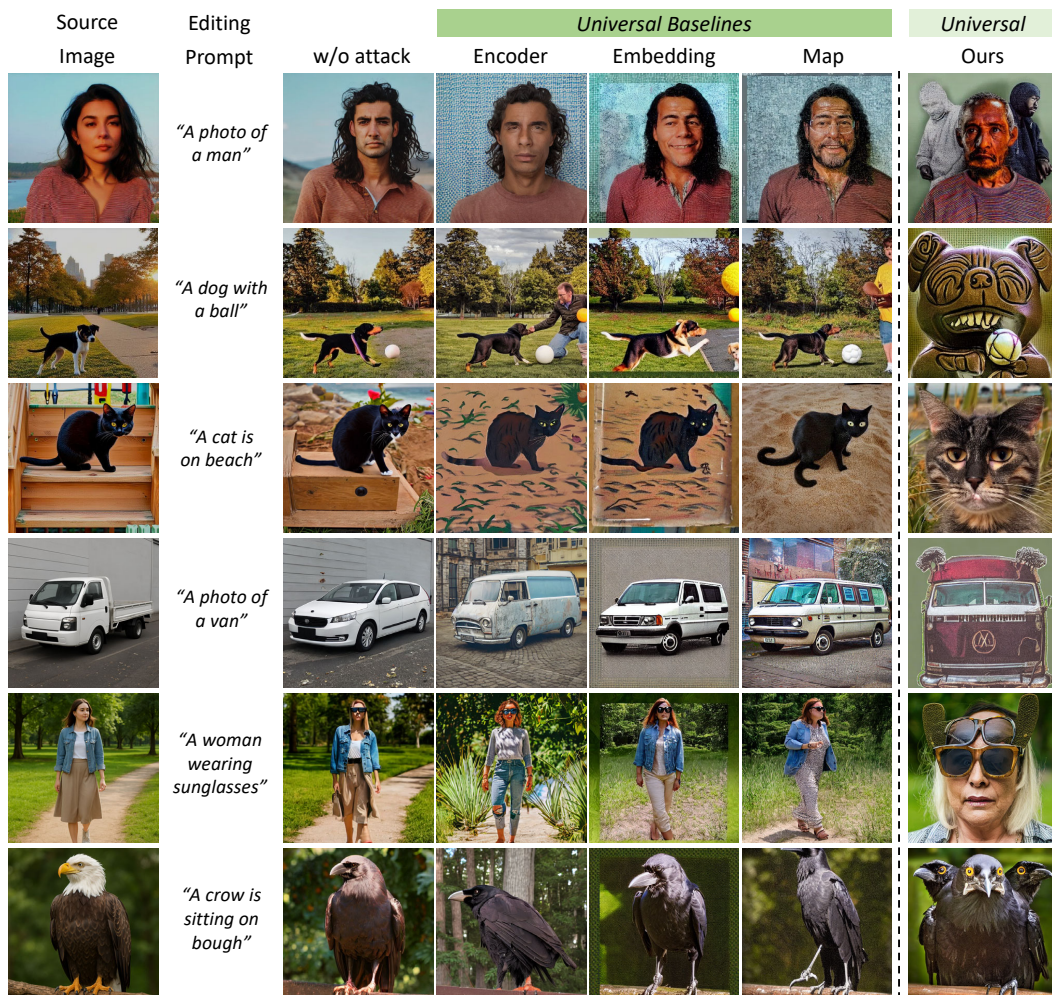 Source
Image
Editing
Prompt
w/o attack
Universal Baselines
Encoder
Embedding
Map
Universal
Ours
“A photo of
a man”
“A dog with
a ball”
“A cat is
on beach”
“A photo of
a van”
“A woman
wearing
sunglasses”
“A crow is
sitting on
bough”